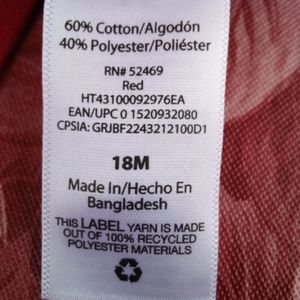 60% Cotton/Algodón
40% Polyester/Poliéster
RN# 52469
Red
HT43100092976EA
EAN/UPC 0 1520932080
CPSIA: GRJBF2243212100D1
18M
Made In/Hecho En
Bangladesh
THIS LABEL YARN IS MADE
OUT OF 100% RECYCLED
POLYESTER MATERIALS